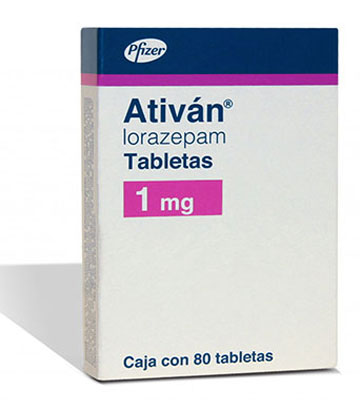 Pfizer
Ativán®
lorazepam
Tabletas
1 mg
Caja con 80 tabletas